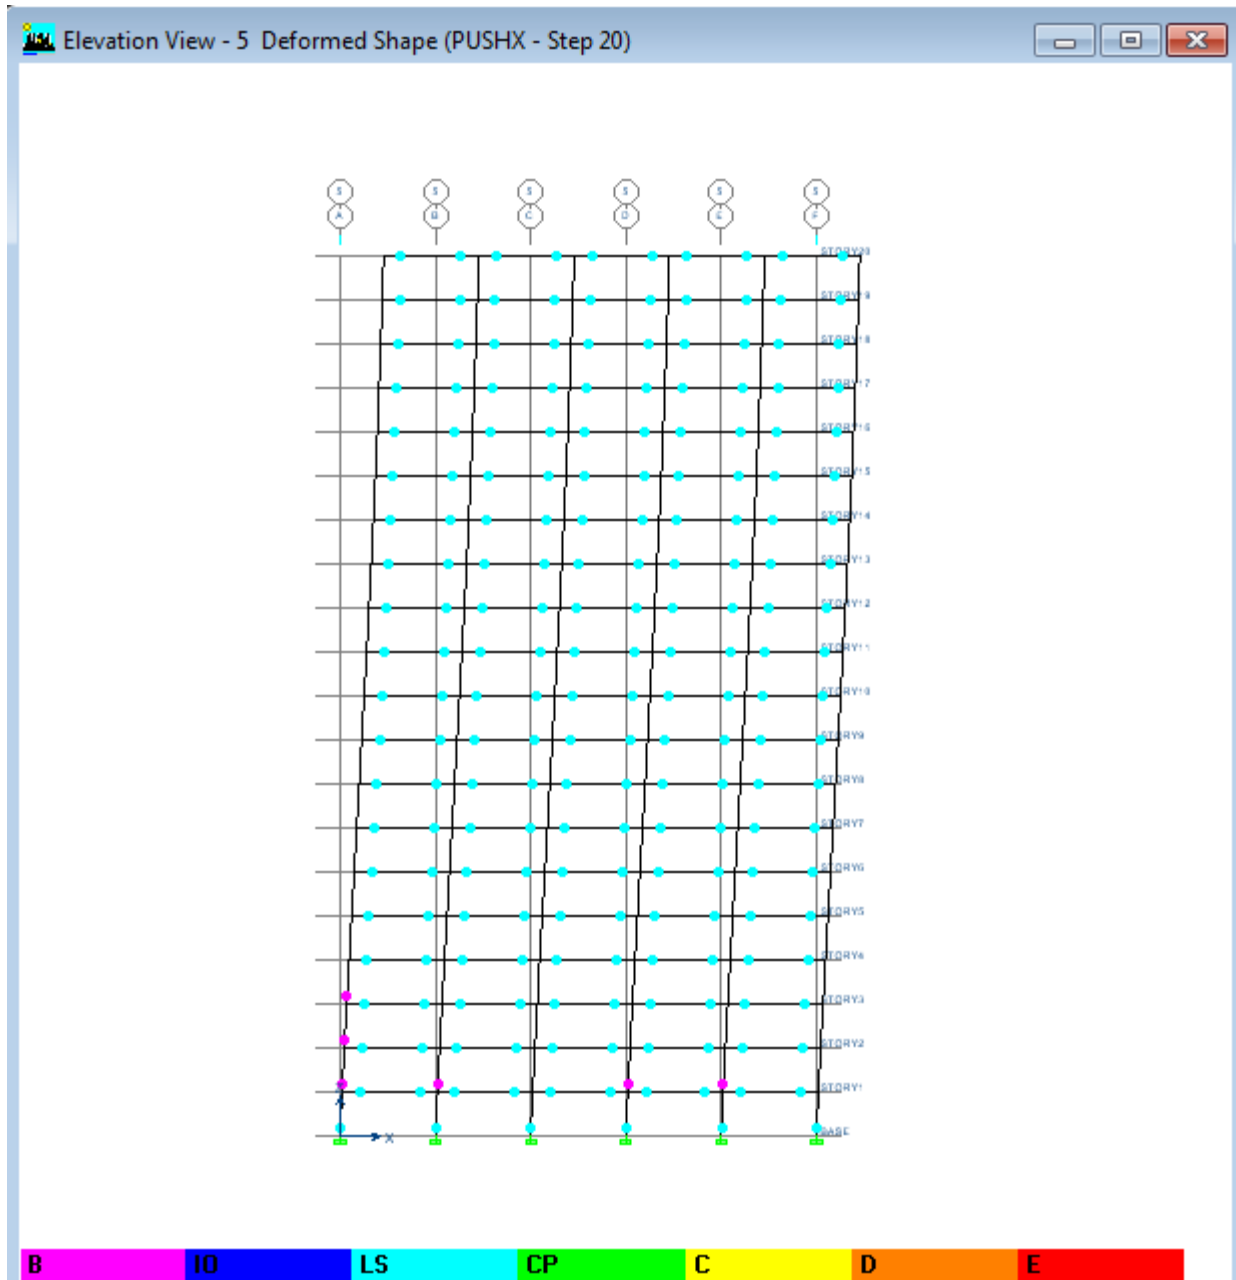 Elevation View - 5 Deformed Shape (PUSHX - Step 20)
S S S S S S
A B C D E F
STORY20
STORY19
STORY18
STORY17
STORY16
STORY15
STORY14
STORY13
STORY12
STORY11
STORY10
STORY9
STORY8
STORY7
STORY6
STORY5
STORY4
STORY3
STORY2
STORY1
BASE
X
B IO LS CP C D E